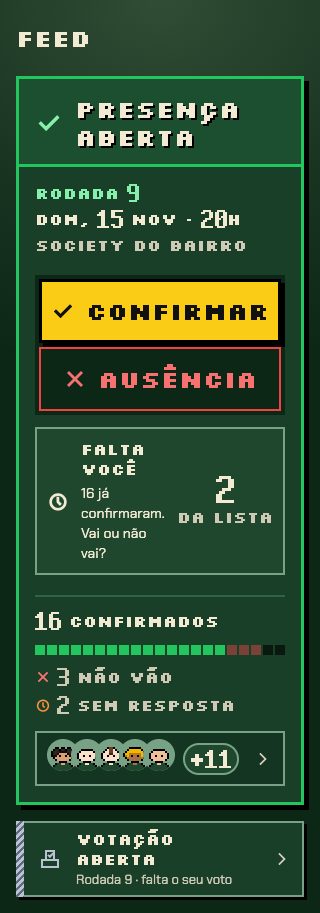 FEED
PRESENÇA
ABERTA
RODADA 9
DOM, 15 NOV · 20H
SOCIETY DO BAIRRO
CONFIRMAR
AUSÊNCIA
FALTA
VOCÊ
16 já
confirmaram.
Vai ou não
vai?
2
DA LISTA
16 CONFIRMADOS
3 NÃO VÃO
2 SEM RESPOSTA
+11
VOTAÇÃO
ABERTA
Rodada 9 · falta o seu voto